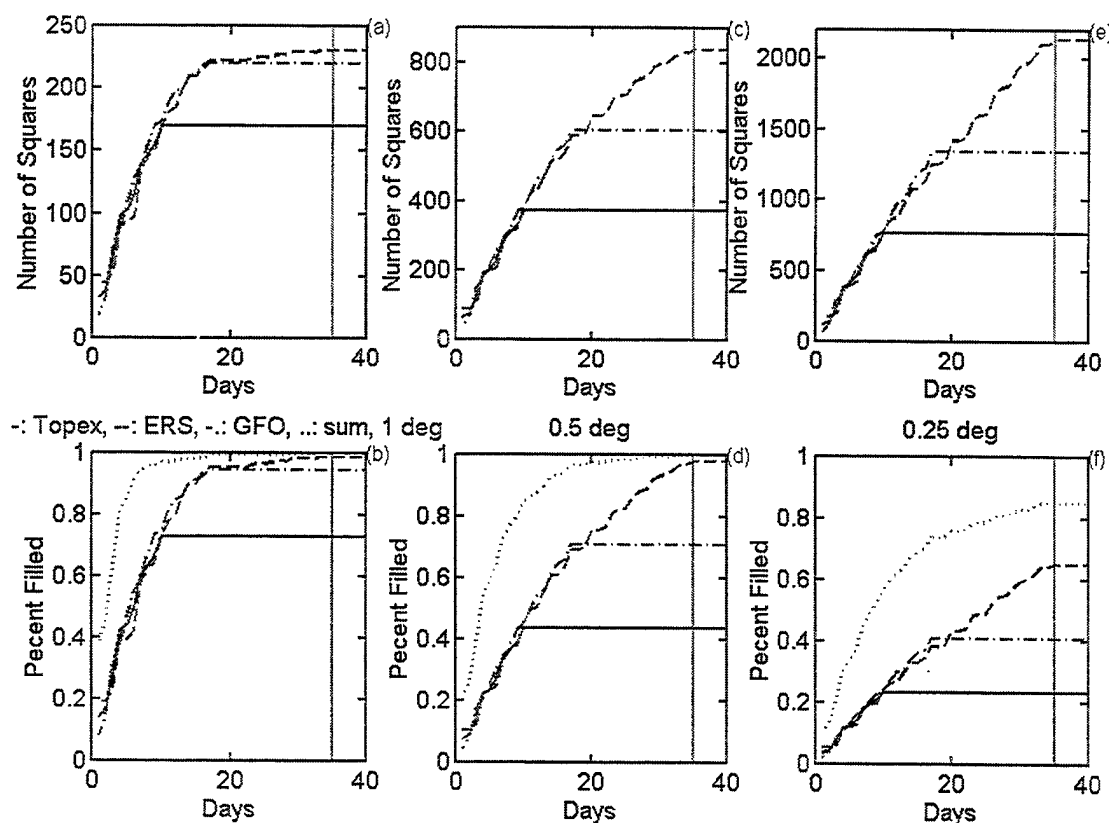 250
200
150
100
50
0
Number of Squares
0 20 40
Days
(a)
800
600
400
200
0
Number of Squares
0 20 40
Days
(c)
2000
1500
1000
500
0
Number of Squares
0 20 40
Days
(e)
-: Topex, --: ERS, -.: GFO, ..: sum, 1 deg
0.5 deg
0.25 deg
1
0.8
0.6
0.4
0.2
0
Pecent Filled
0 20 40
Days
(b)
1
0.8
0.6
0.4
0.2
0
Pecent Filled
0 20 40
Days
(d)
1
0.8
0.6
0.4
0.2
0
Pecent Filled
0 20 40
Days
(f)